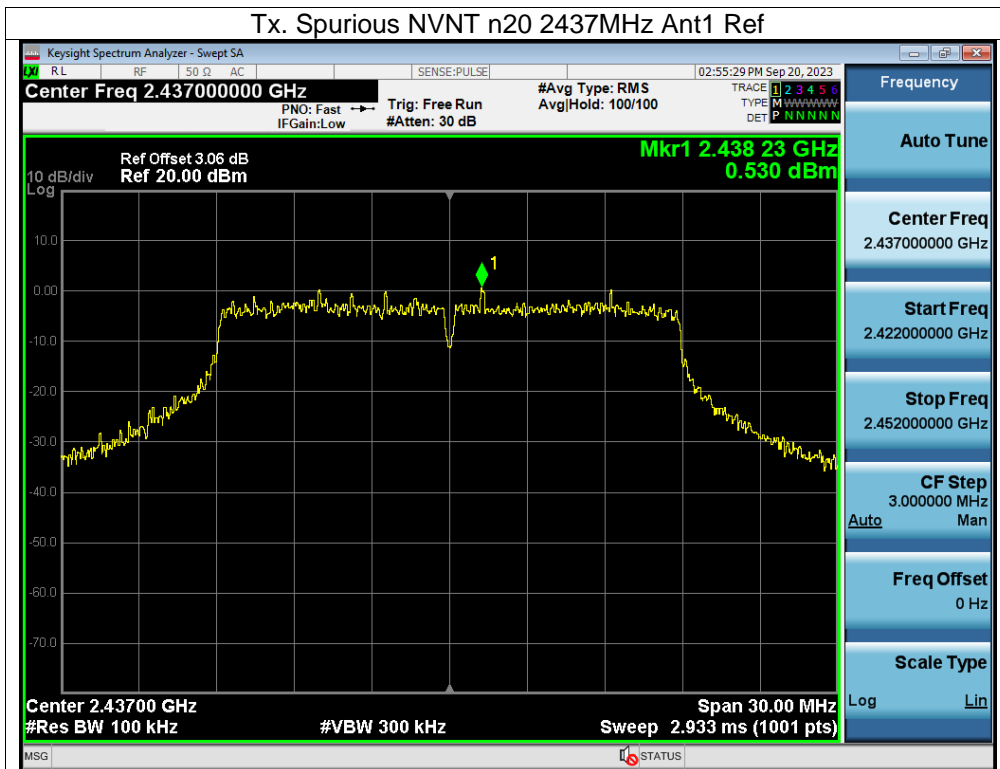 Tx. Spurious NVNT n20 2437MHz Ant1 Ref
Keysight Spectrum Analyzer - Swept SA
LXI RL RF 50 Ω AC SENSE:PULSE 02:55:29 PM Sep 20, 2023
Center Freq 2.437000000 GHz
PNO: Fast
IFGain:Low
Trig: Free Run
#Atten: 30 dB
#Avg Type: RMS
Avg|Hold: 100/100
TRACE 1 2 3 4 5 6
TYPE M WWWWW
DET P N N N N N
Frequency
Mkr1 2.438 23 GHz
0.530 dBm
Ref Offset 3.06 dB
10 dB/div Ref 20.00 dBm
Log
10.0
0.00
-10.0
-20.0
-30.0
-40.0
-50.0
-60.0
-70.0
1
Center 2.43700 GHz
Span 30.00 MHz
#Res BW 100 kHz
#VBW 300 kHz
Sweep 2.933 ms (1001 pts)
Auto Tune
Center Freq
2.437000000 GHz
Start Freq
2.422000000 GHz
Stop Freq
2.452000000 GHz
CF Step
3.000000 MHz
Auto Man
Freq Offset
0 Hz
Scale Type
Log Lin
MSG
STATUS